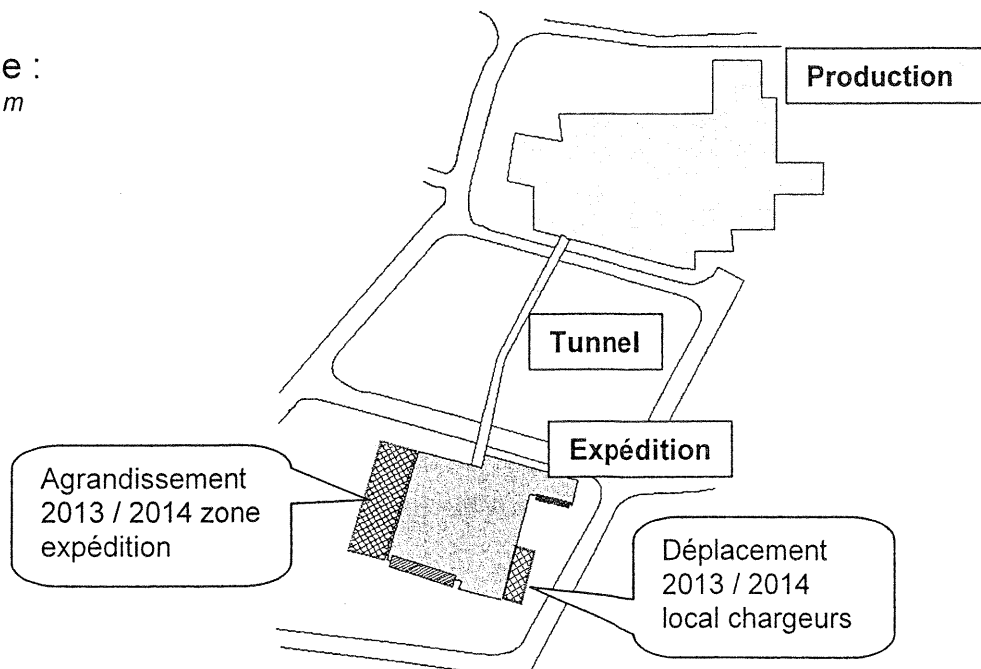 e :
m
Production
Tunnel
Expédition
Agrandissement
2013 / 2014 zone
expédition
Déplacement
2013 / 2014
local chargeurs